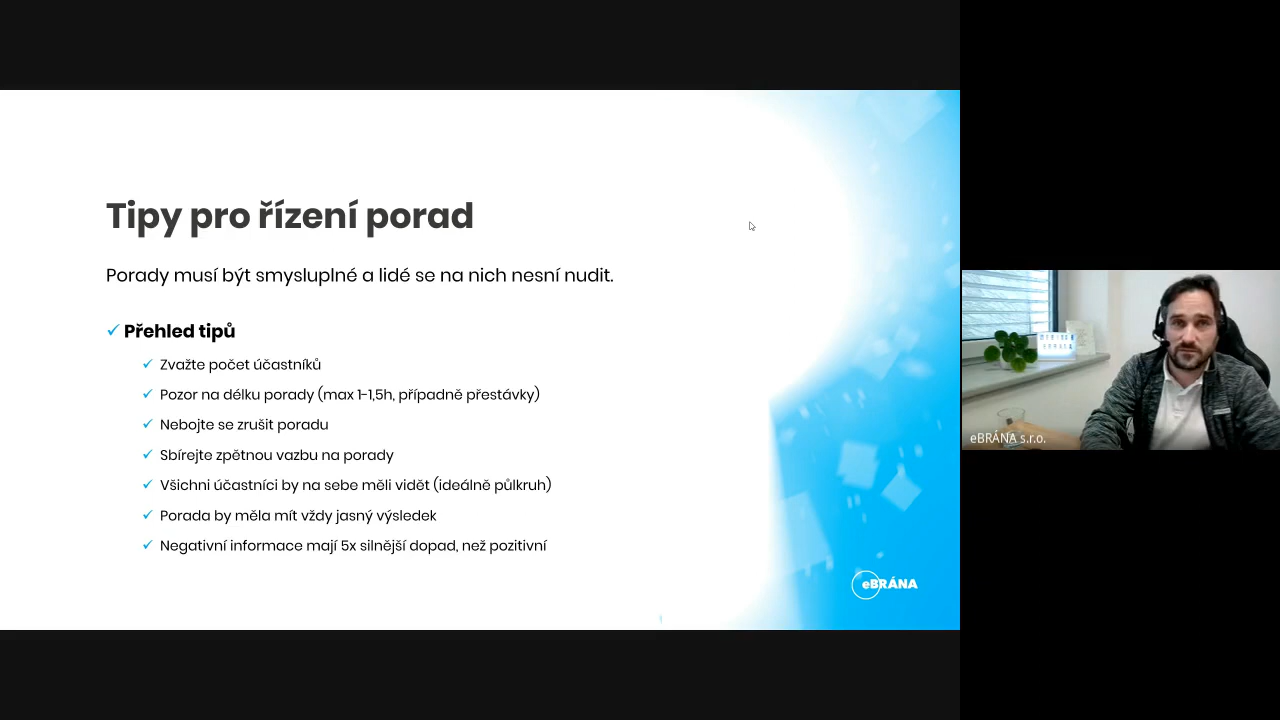 Tipy pro řízení porad
Porady musí být smysluplné a lidé se na nich nesní nudit.
Přehled tipů
Zvažte počet účastníků
Pozor na délku porady (max 1-1,5h, případně přestávky)
Nebojte se zrušit poradu
Sbírejte zpětnou vazbu na porady
Všichni účastníci by na sebe měli vidět (ideálně půlkruh)
Porada by měla mít vždy jasný výsledek
Negativní informace mají 5x silnější dopad, než pozitivní
eBRÁNA
eBRÁNA s.r.o.